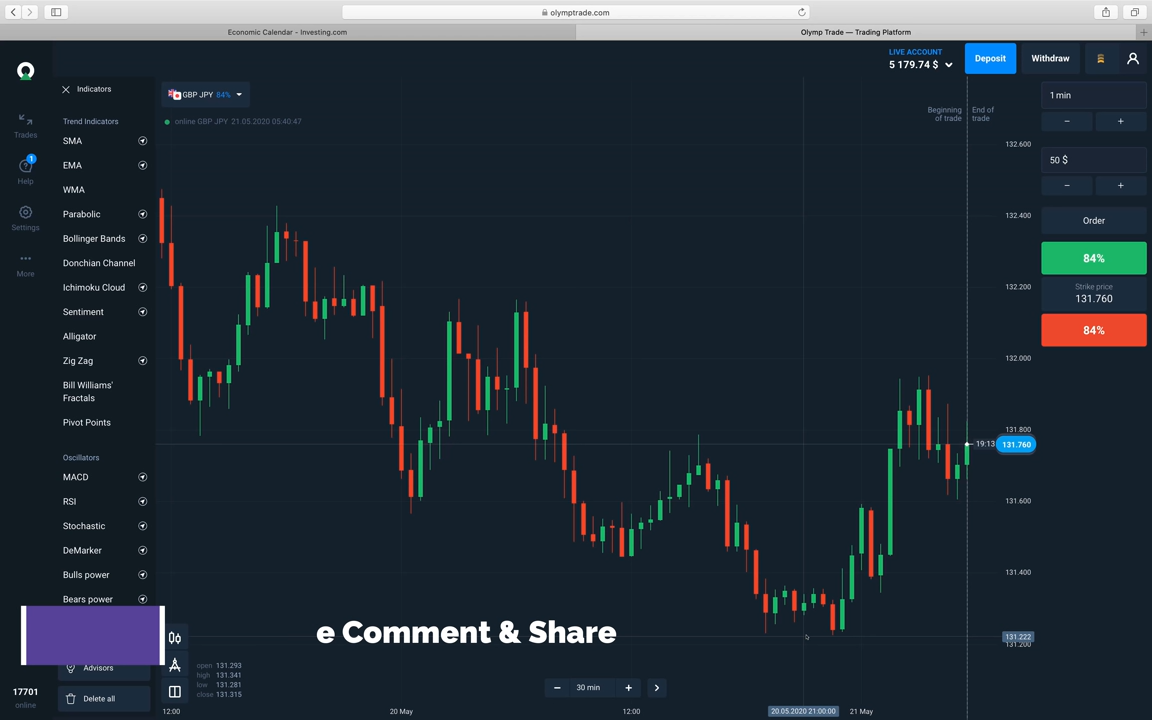 olymptrade.com
Economic Calendar - Investing.com
Olymp Trade — Trading Platform
LIVE ACCOUNT
5 179.74 $
Deposit
Withdraw
Indicators
GBP JPY 84%
online GBP JPY 21.05.2020 05:40:47
Beginning of trade
End of trade
1 min
− +
50 $
− +
Order
84%
Strike price
131.760
84%
Trades
1
Help
Settings
More
Trend Indicators
SMA
EMA
WMA
Parabolic
Bollinger Bands
Donchian Channel
Ichimoku Cloud
Sentiment
Alligator
Zig Zag
Bill Williams'
Fractals
Pivot Points
Oscillators
MACD
RSI
Stochastic
DeMarker
Bulls power
Bears power
Advisors
Delete all
17701
online
132.600
132.400
132.200
132.000
131.800
19:13 131.760
131.600
131.400
131.222
131.200
e Comment & Share
open 131.293
high 131.341
low 131.281
close 131.315
− 30 min +
12:00
20 May
12:00
20.05.2020 21:00:00
21 May